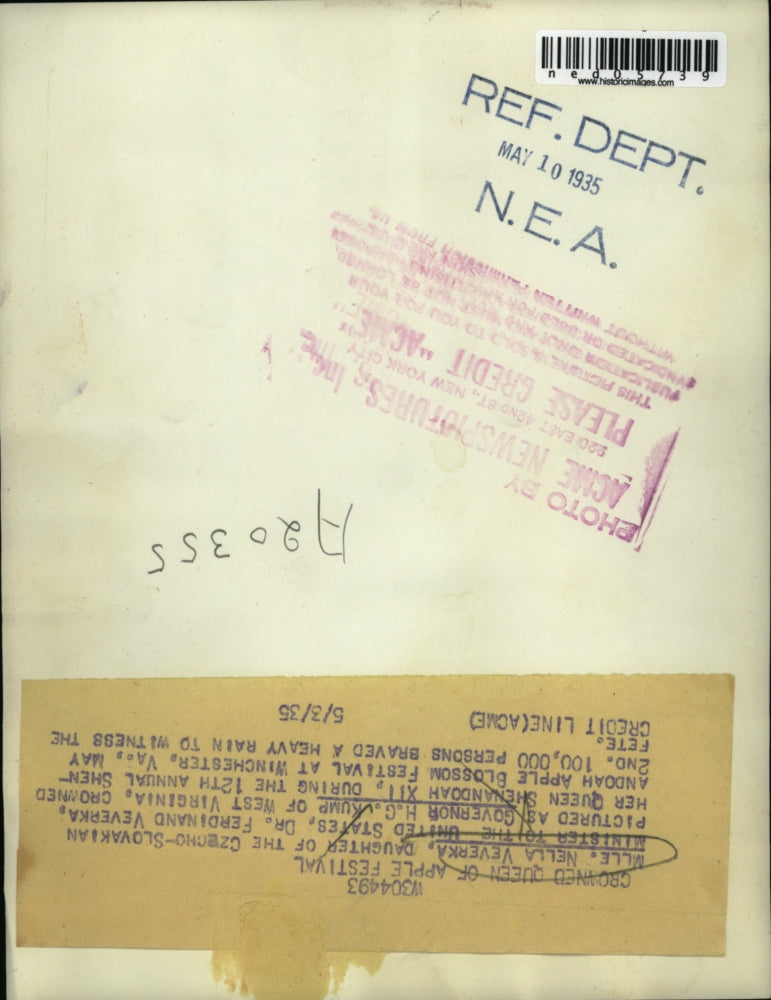 ned05739
www.historicimages.com
REF. DEPT.
MAY 10 1935
N.E.A.
PHOTO BY
ACME NEWSPICTURES, Inc.
220 EAST 42ND ST., NEW YORK CITY
PLEASE CREDIT "ACME"
THIS PICTURE IS SOLD TO YOU FOR YOUR
PUBLICATION ONLY AND MUST NOT BE LOANED,
SYNDICATED OR USED FOR ADVERTISING PURPOSES
WITHOUT WRITTEN PERMISSION FROM US.
A20355
W304493
CROWNED QUEEN OF APPLE FESTIVAL
MLLE. NELLA VEVERKA, DAUGHTER OF THE CZECHO-SLOVAKIAN
MINISTER TO THE UNITED STATES, DR. FERDINAND VEVERKA,
PICTURED AS GOVERNOR H.G. KUMP OF WEST VIRGINIA, CROWNED
HER QUEEN SHENANDOAH XII, DURING THE 12TH ANNUAL SHEN-
ANDOAH APPLE BLOSSOM FESTIVAL AT WINCHESTER, VA., MAY
2ND. 100,000 PERSONS BRAVED A HEAVY RAIN TO WITNESS THE
FETE.
CREDIT LINE(ACME) 5/3/35